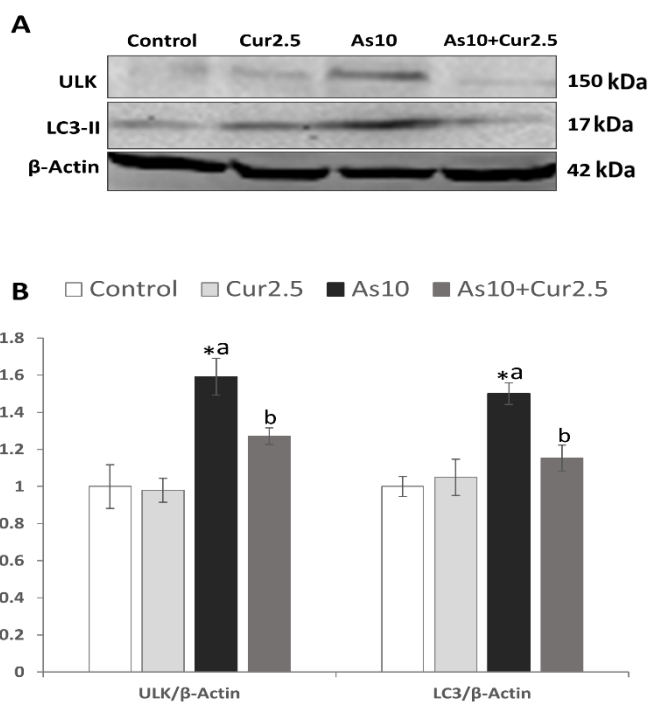 A
Control Cur2.5 As10 As10+Cur2.5
ULK 150 kDa
LC3-II 17 kDa
β-Actin 42 kDa
B
Control Cur2.5 As10 As10+Cur2.5
1.8
1.6
1.4
1.2
1
0.8
0.6
0.4
0.2
0
*a
b
*a
b
ULK/β-Actin LC3/β-Actin